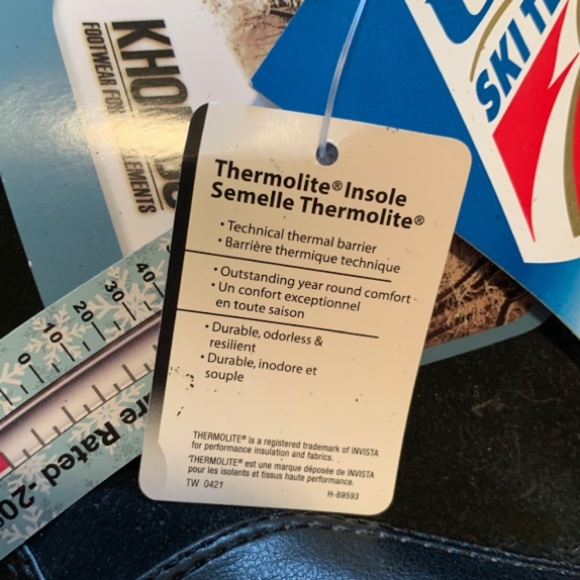 Thermolite® Insole
Semelle Thermolite®
• Technical thermal barrier
• Barrière thermique technique
• Outstanding year round comfort
• Un confort exceptionnel
en toute saison
• Durable, odorless &
resilient
• Durable, inodore et
souple
THERMOLITE® is a registered trademark of INVISTA
for performance insulation and fabrics.
THERMOLITE® est une marque déposée de INVISTA
pour les isolants et tissus haute performance.
TW 0421
H-89593
KHO
FOOTWEAR FOR
ELEMENTS
SKI
0
10
20
30
40
Rated -20